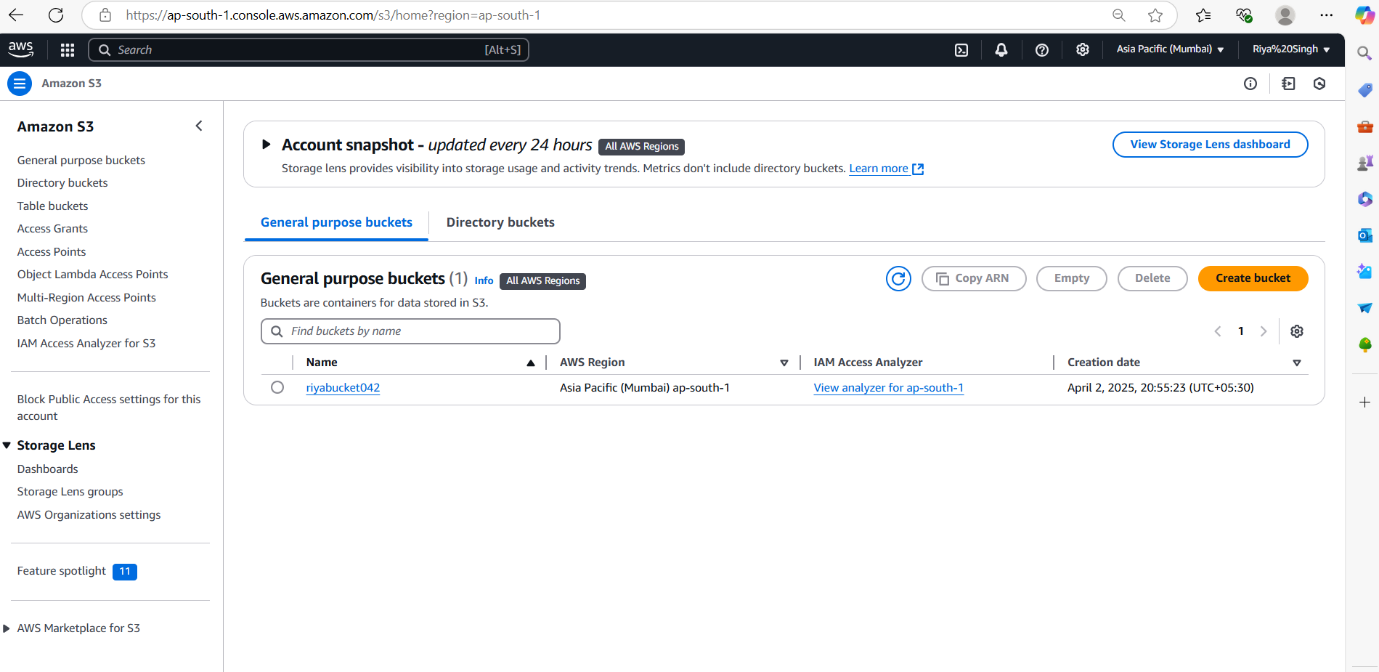 https://ap-south-1.console.aws.amazon.com/s3/home?region=ap-south-1
aws
Search
[Alt+S]
Asia Pacific (Mumbai)
Riya%20Singh
Amazon S3
Amazon S3
General purpose buckets
Directory buckets
Table buckets
Access Grants
Access Points
Object Lambda Access Points
Multi-Region Access Points
Batch Operations
IAM Access Analyzer for S3
Block Public Access settings for this
account
Storage Lens
Dashboards
Storage Lens groups
AWS Organizations settings
Feature spotlight 11
AWS Marketplace for S3
Account snapshot - updated every 24 hours All AWS Regions
Storage lens provides visibility into storage usage and activity trends. Metrics don't include directory buckets. Learn more
View Storage Lens dashboard
General purpose buckets
Directory buckets
General purpose buckets (1) Info All AWS Regions
Buckets are containers for data stored in S3.
Copy ARN
Empty
Delete
Create bucket
Find buckets by name
1
Name AWS Region IAM Access Analyzer Creation date
riyabucket042 Asia Pacific (Mumbai) ap-south-1 View analyzer for ap-south-1 April 2, 2025, 20:55:23 (UTC+05:30)